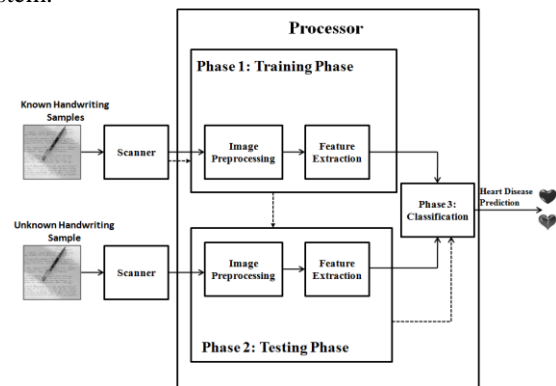 stem.
Processor
Phase 1: Training Phase
Known Handwriting
Samples
Scanner
Image
Preprocessing
Feature
Extraction
Heart Disease
Prediction
Phase 3:
Classification
Unknown Handwriting
Sample
Scanner
Image
Preprocessing
Feature
Extraction
Phase 2: Testing Phase